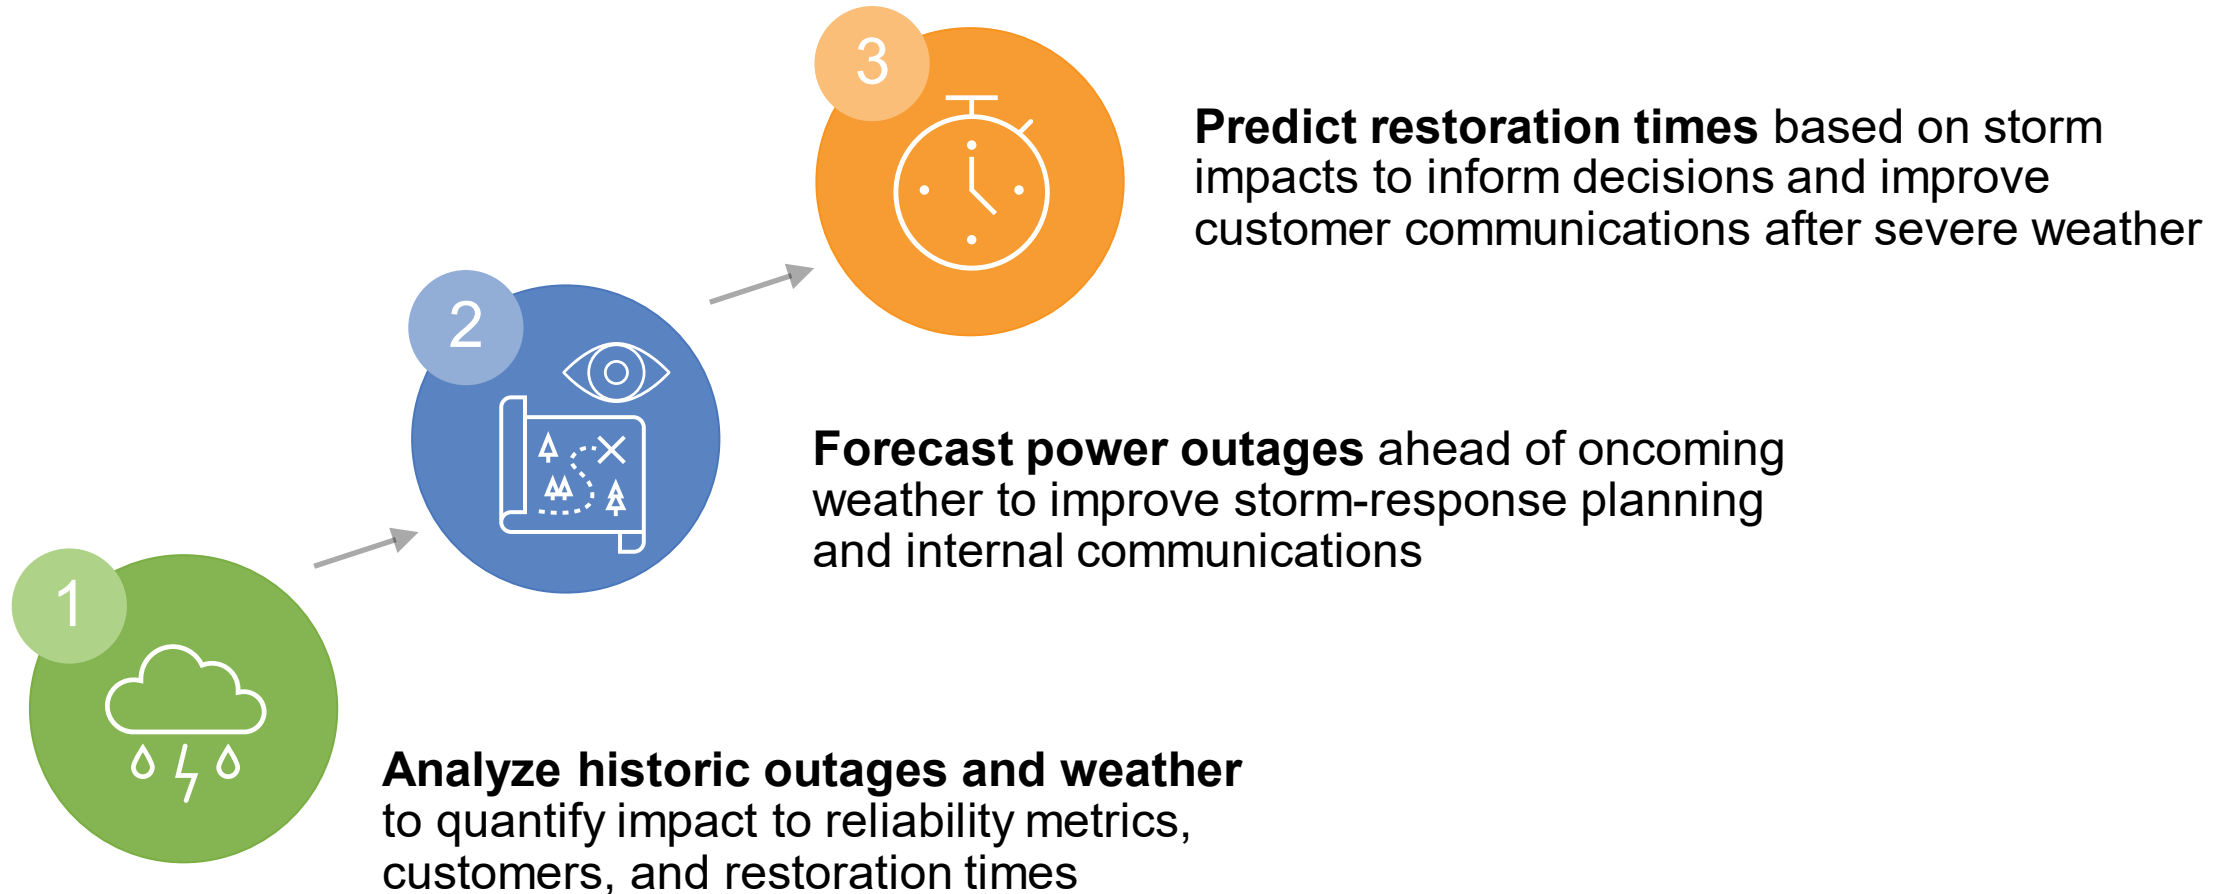 3
Predict restoration times based on storm
impacts to inform decisions and improve
customer communications after severe weather
2
Forecast power outages ahead of oncoming
weather to improve storm-response planning
and internal communications
1
Analyze historic outages and weather
to quantify impact to reliability metrics,
customers, and restoration times